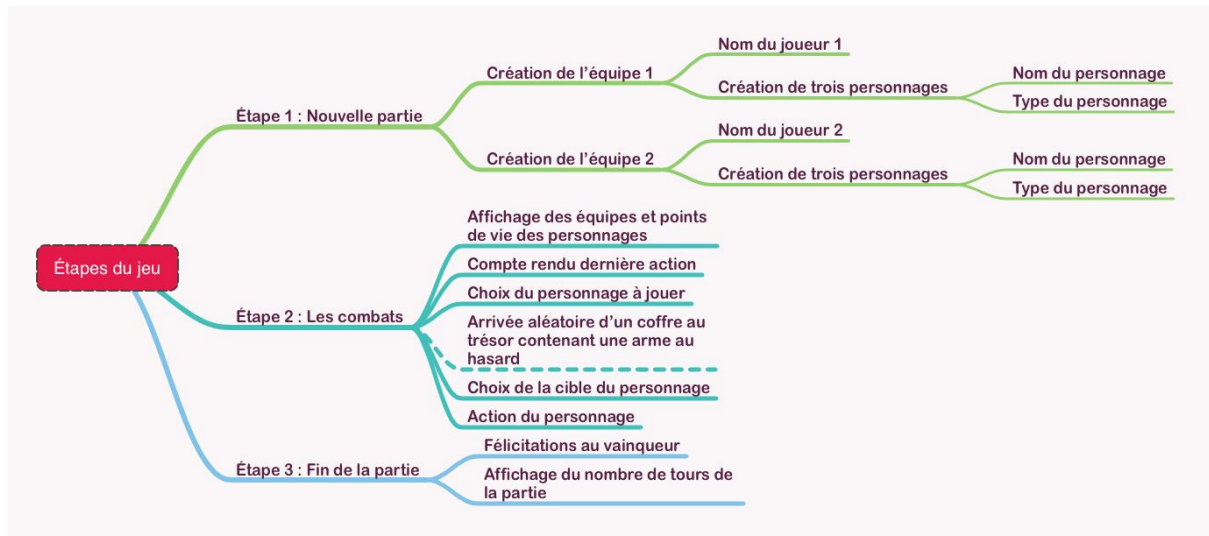 Étapes du jeu
Étape 1 : Nouvelle partie
Création de l'équipe 1
Nom du joueur 1
Création de trois personnages
Nom du personnage
Type du personnage
Création de l'équipe 2
Nom du joueur 2
Création de trois personnages
Nom du personnage
Type du personnage
Étape 2 : Les combats
Affichage des équipes et points
de vie des personnages
Compte rendu dernière action
Choix du personnage à jouer
Arrivée aléatoire d'un coffre au
trésor contenant une arme au
hasard
Choix de la cible du personnage
Action du personnage
Étape 3 : Fin de la partie
Félicitations au vainqueur
Affichage du nombre de tours de
la partie